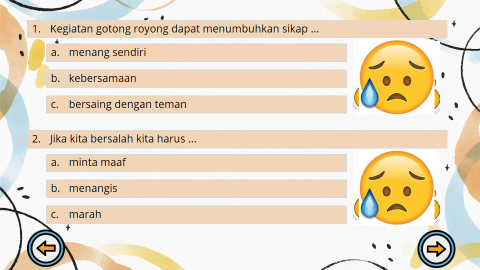 1. Kegiatan gotong royong dapat menumbuhkan sikap ...
a. menang sendiri
b. kebersamaan
c. bersaing dengan teman
2. Jika kita bersalah kita harus ...
a. minta maaf
b. menangis
c. marah